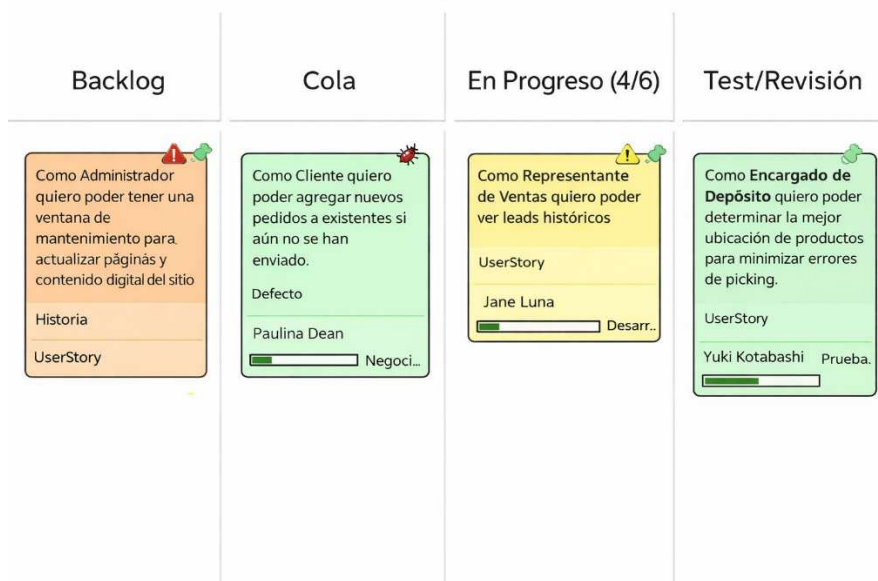 Backlog
Cola
En Progreso (4/6)
Test/Revisión
Como Administrador
quiero poder tener una
ventana de
mantenimiento para.
actualizar păginás y
contenido digital del sitio
Historia
UserStory
Como Cliente quiero
poder agregar nuevos
pedidos a existentes si
aún no se han
enviado.
Defecto
Paulina Dean
Negoci...
Como Representante
de Ventas quiero poder
ver leads históricos
UserStory
Jane Luna
Desarr..
Como Encargado de
Depősito quiero poder
determinar la mejor
ubicación de productos
para minimizar errores
de picking.
UserStory
Yuki Kotabashi
Prueba.